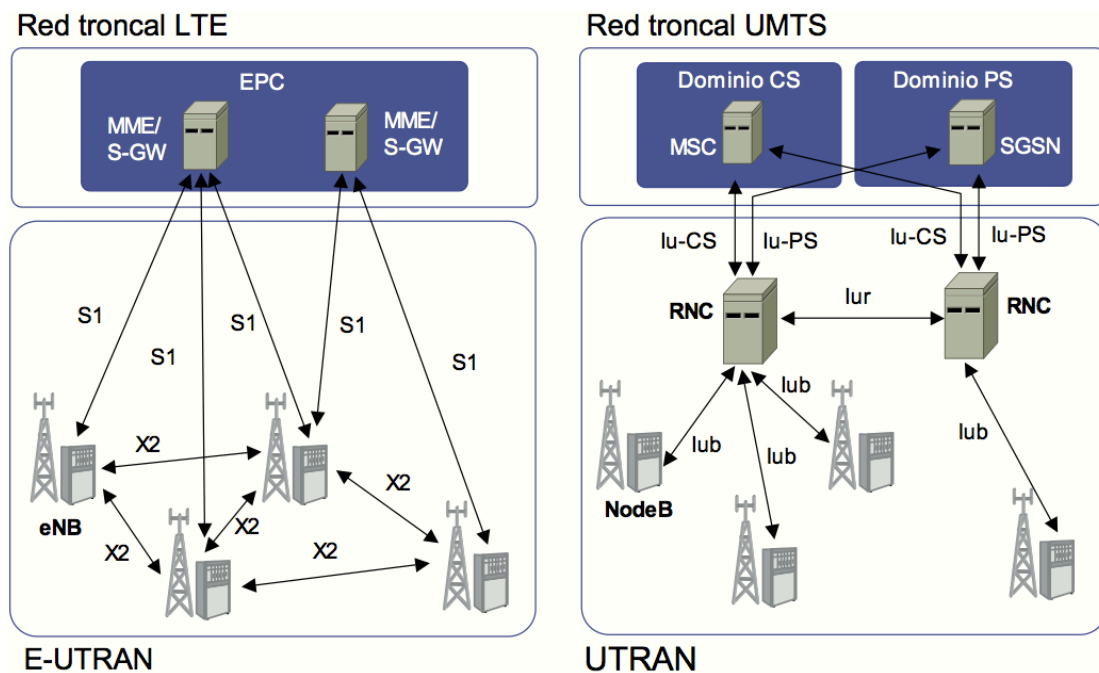 Red troncal LTE
EPC
MME/
S-GW
MME/
S-GW
S1
S1
S1
S1
S1
X2
X2
X2
X2
X2
eNB
E-UTRAN
Red troncal UMTS
Dominio CS
Dominio PS
MSC
SGSN
Iu-CS
Iu-PS
Iu-CS
Iu-PS
RNC
Iur
RNC
Iub
Iub
Iub
Iub
NodeB
UTRAN